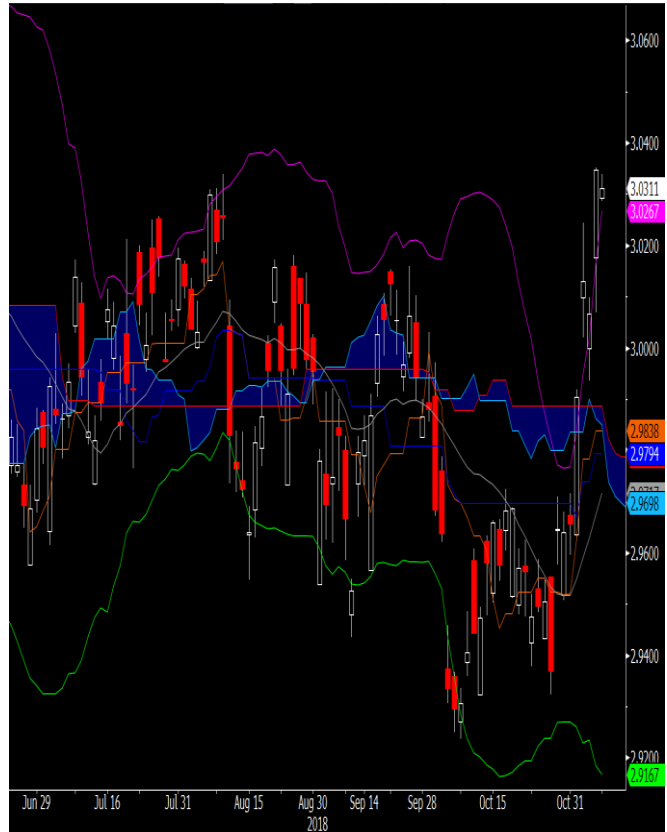 3.0600
3.0400
3.0311
3.0267
3.0200
3.0000
2.9838
2.9794
2.9698
2.9600
2.9400
2.9200
2.9167
Jun 29
Jul 16
Jul 31
Aug 15
Aug 30
Sep 14
Sep 28
Oct 15
Oct 31
2018